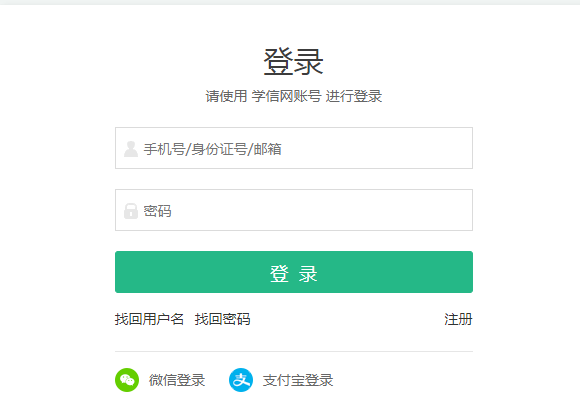 登录
请使用 学信网账号 进行登录
手机号/身份证号/邮箱
密码
登 录
找回用户名 找回密码 注册
微信登录 支付宝登录